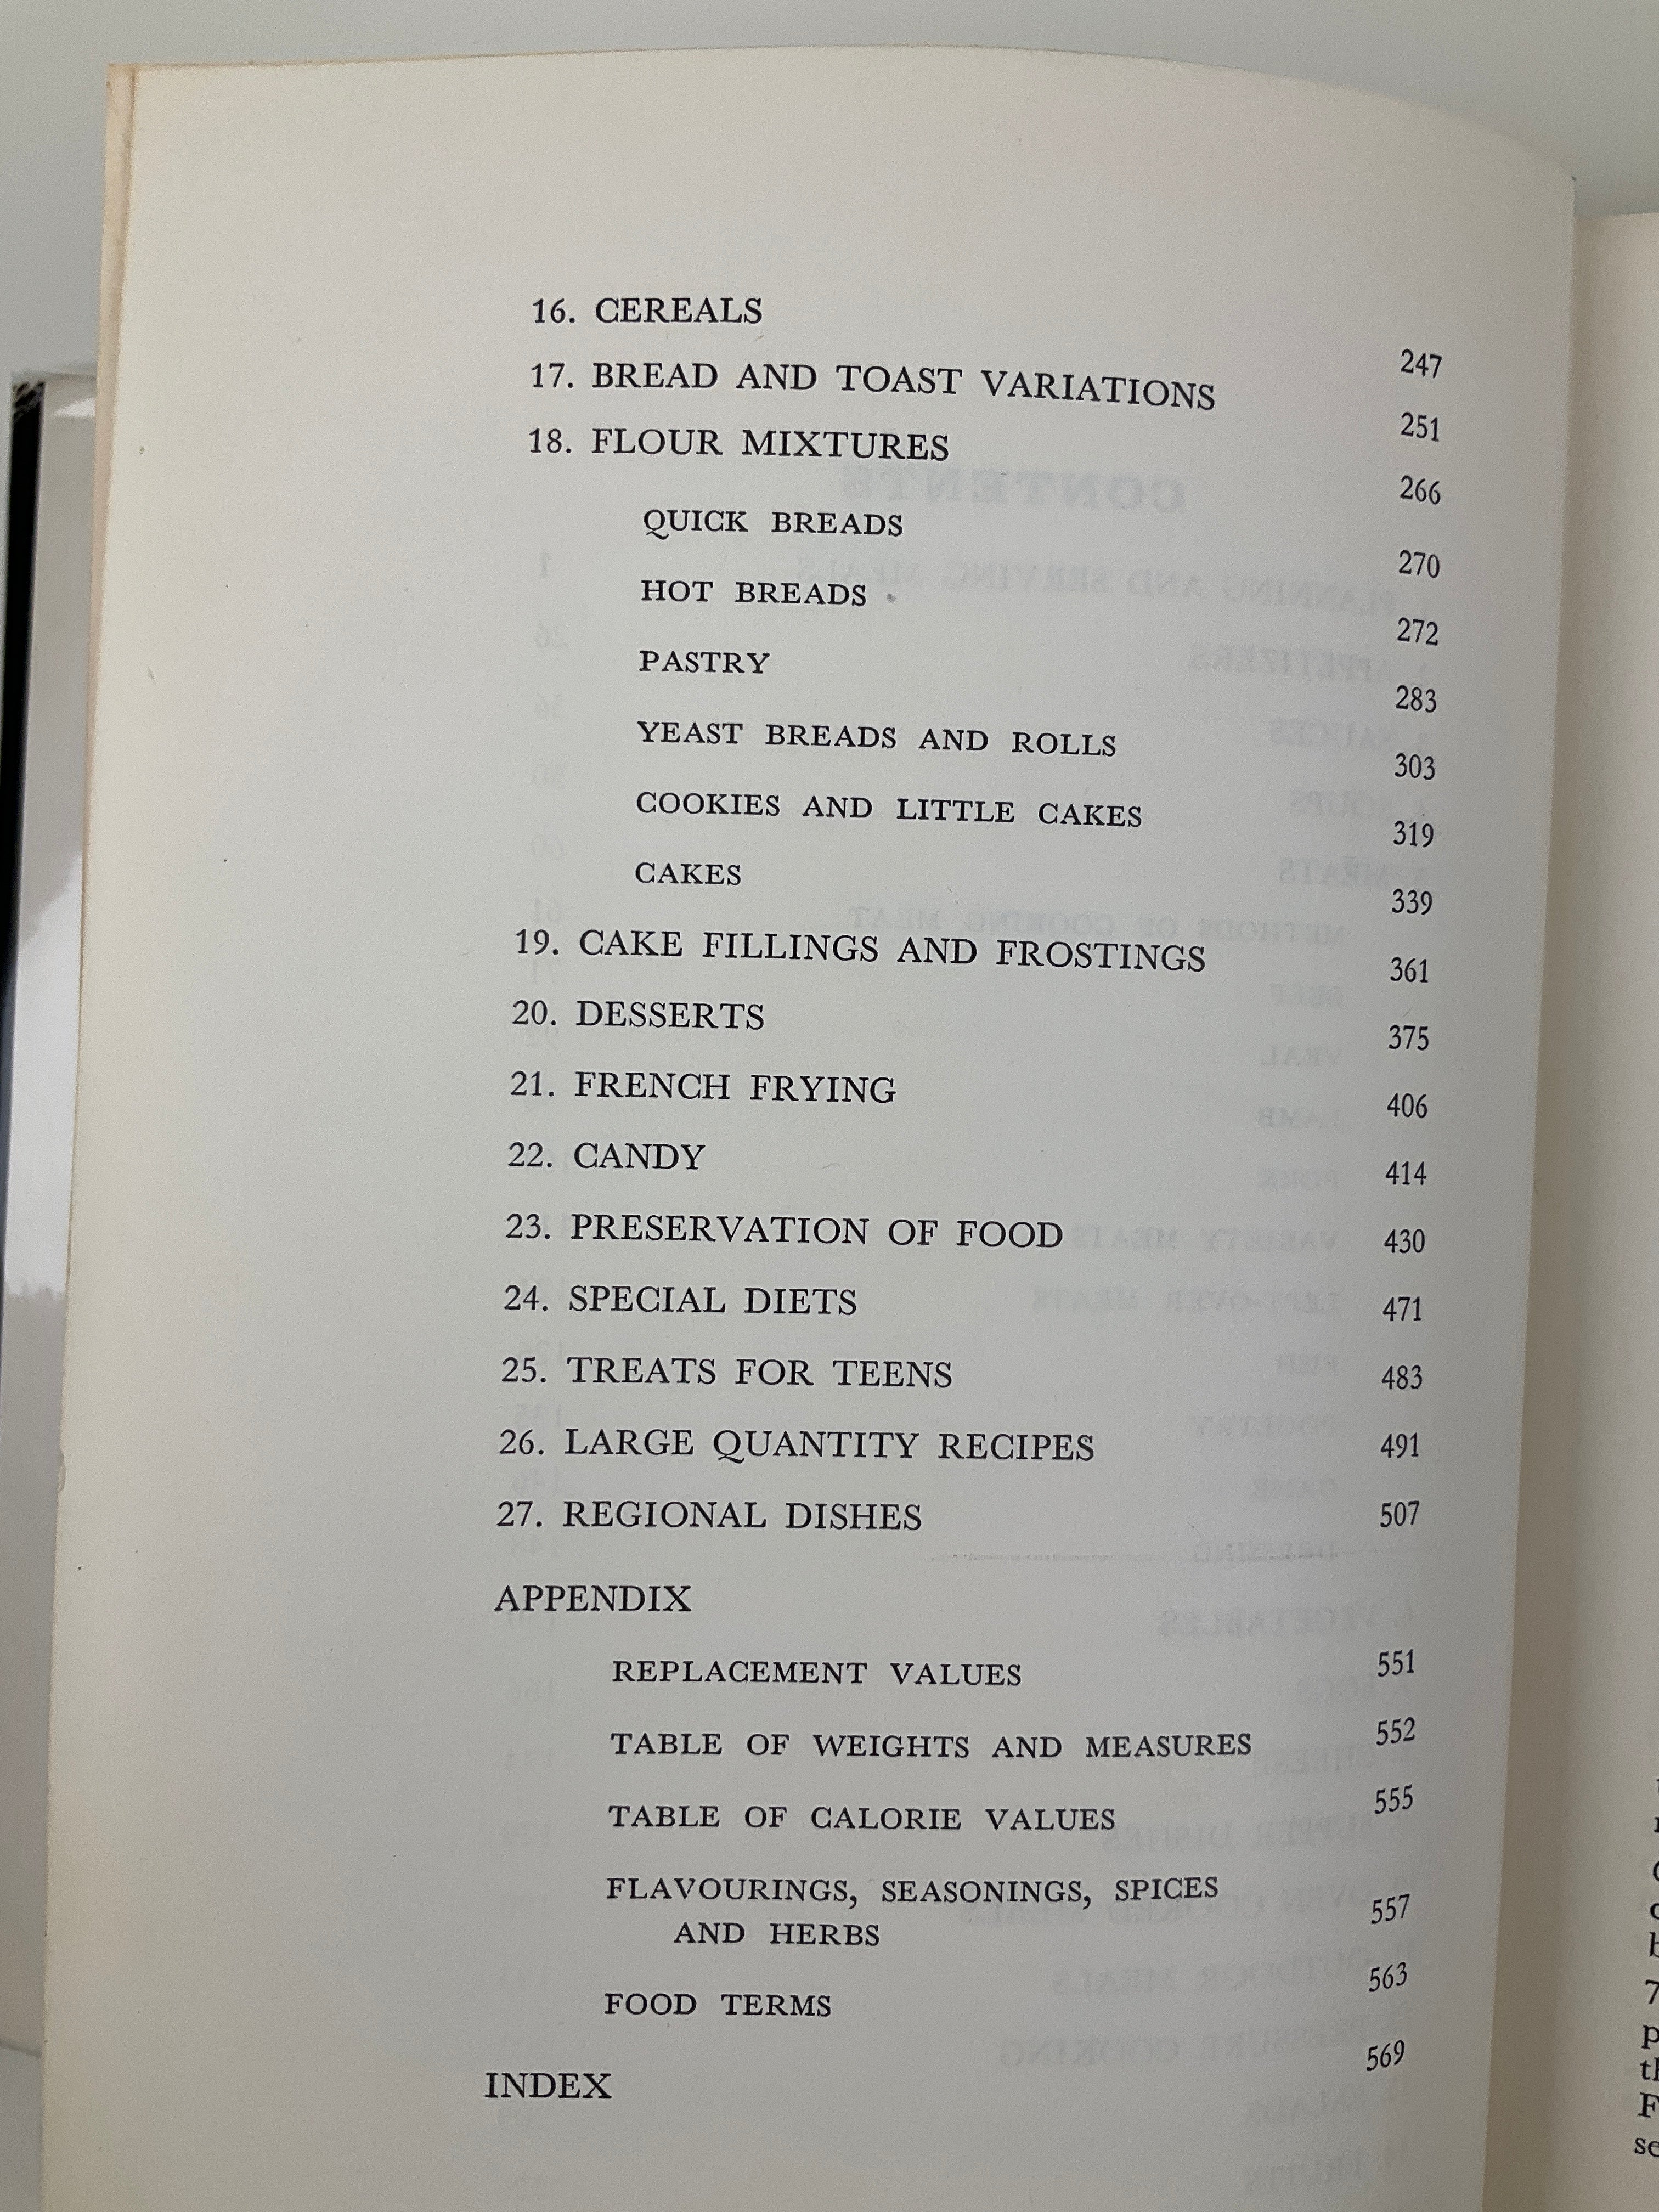 16. CEREALS 247
17. BREAD AND TOAST VARIATIONS 251
18. FLOUR MIXTURES 266
QUICK BREADS 270
HOT BREADS 272
PASTRY 283
YEAST BREADS AND ROLLS 303
COOKIES AND LITTLE CAKES 319
CAKES 339
19. CAKE FILLINGS AND FROSTINGS 361
20. DESSERTS 375
21. FRENCH FRYING 406
22. CANDY 414
23. PRESERVATION OF FOOD 430
24. SPECIAL DIETS 471
25. TREATS FOR TEENS 483
26. LARGE QUANTITY RECIPES 491
27. REGIONAL DISHES 507
APPENDIX
REPLACEMENT VALUES 551
TABLE OF WEIGHTS AND MEASURES 552
TABLE OF CALORIE VALUES 555
FLAVOURINGS, SEASONINGS, SPICES
AND HERBS 557
FOOD TERMS 563
INDEX 569